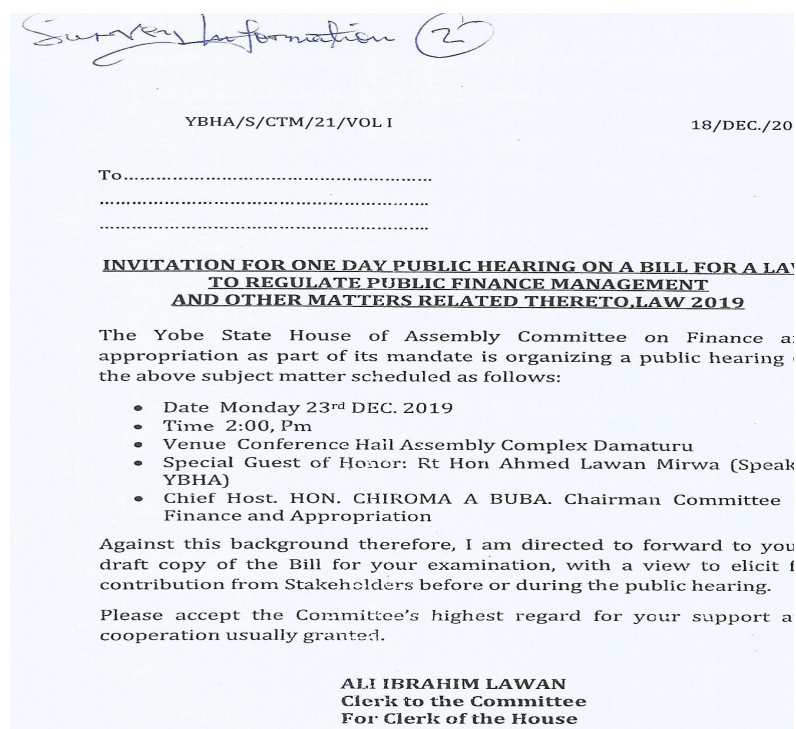 Survey Information 2
YBHA/S/CTM/21/VOL I 18/DEC./20
To....................................................
.......................................................
.......................................................
INVITATION FOR ONE DAY PUBLIC HEARING ON A BILL FOR A LAW
TO REGULATE PUBLIC FINANCE MANAGEMENT
AND OTHER MATTERS RELATED THERETO,LAW 2019
The Yobe State House of Assembly Committee on Finance a
appropriation as part of its mandate is organizing a public hearing
the above subject matter scheduled as follows:
• Date Monday 23rd DEC. 2019
• Time 2:00, Pm
• Venue Conference Hail Assembly Complex Damaturu
• Special Guest of Honor: Rt Hon Ahmed Lawan Mirwa (Speak
YBHA)
• Chief Host. HON. CHIROMA A BUBA. Chairman Committee
Finance and Appropriation
Against this background therefore, I am directed to forward to you
draft copy of the Bill for your examination, with a view to elicit f
contribution from Stakeholders before or during the public hearing.
Please accept the Committee's highest regard for your support a
cooperation usually granted.
ALI IBRAHIM LAWAN
Clerk to the Committee
For Clerk of the House